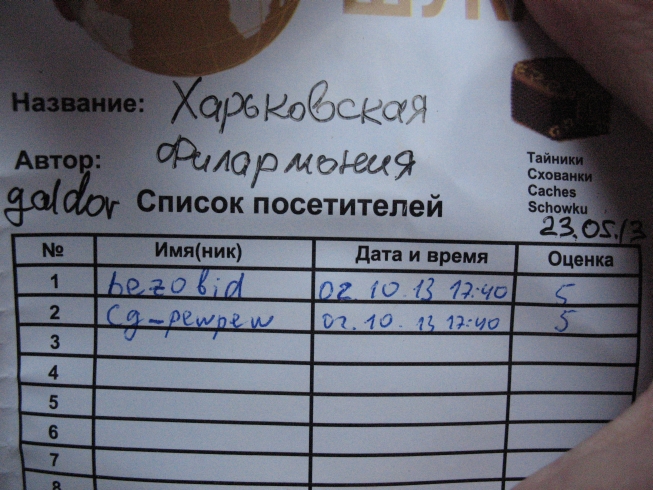 Название: Харьковская
Автор: Филармония
galdor Список посетителей
Тайники
Схованки
Caches
Schowku
23.05.13
№ Имя(ник) Дата и время Оценка
1 bezobid 02.10.13 17:40 5
2 Cg-pewpew 02.10.13 17:40 5
3
4
5
6
7
8